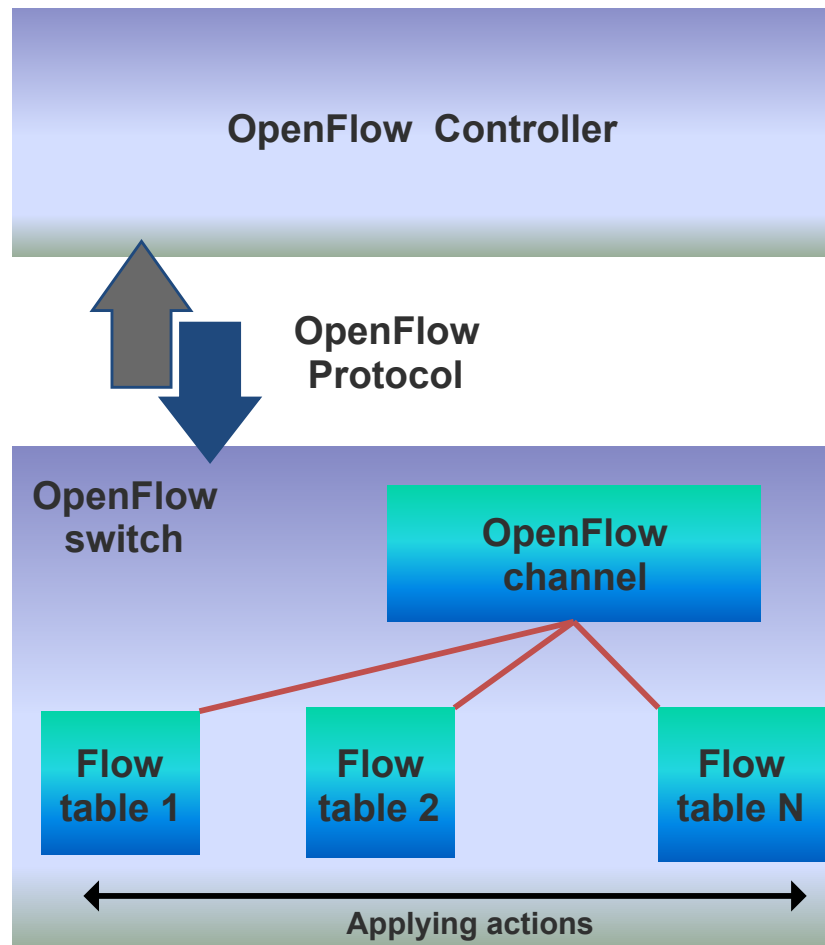 OpenFlow Controller
OpenFlow
Protocol
OpenFlow
switch
OpenFlow
channel
Flow
table 1
Flow
table 2
Flow
table N
Applying actions